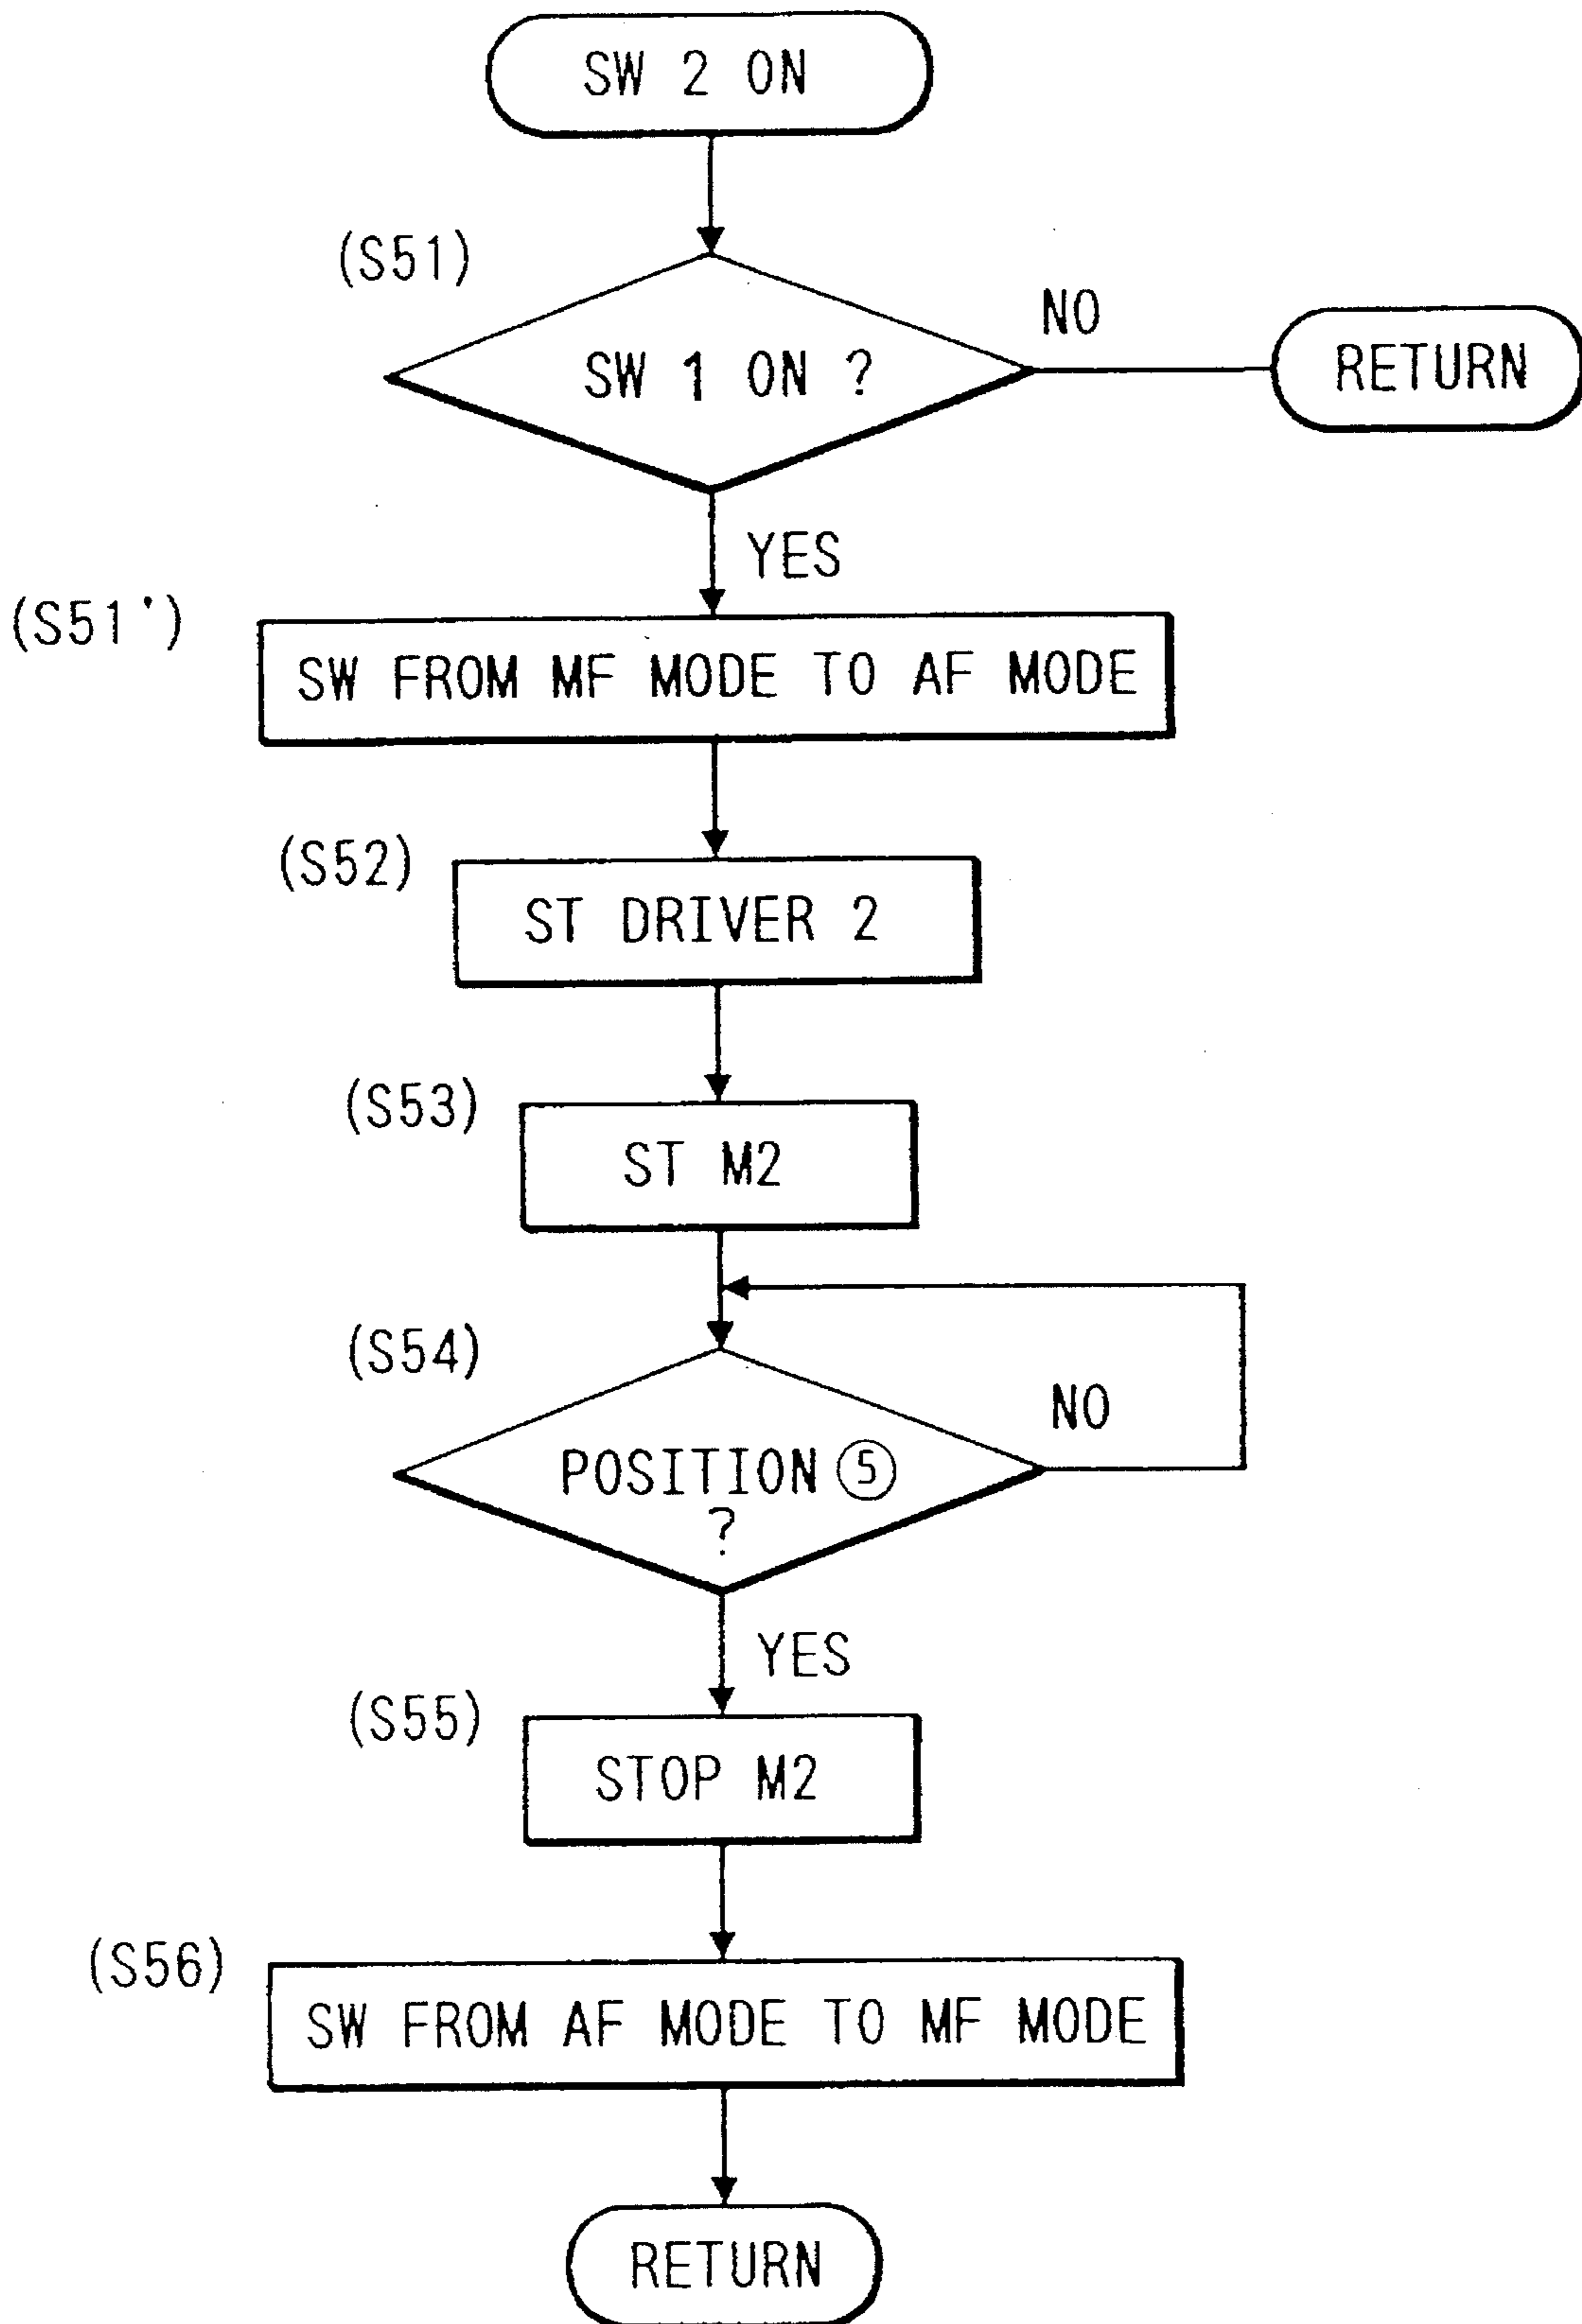 SW 2 ON
(S51)
SW 1 ON ?
NO
RETURN
YES
(S51')
SW FROM MF MODE TO AF MODE
(S52)
ST DRIVER 2
(S53)
ST M2
(S54)
NO
POSITION ⑤
?
YES
(S55)
STOP M2
(S56)
SW FROM AF MODE TO MF MODE
RETURN